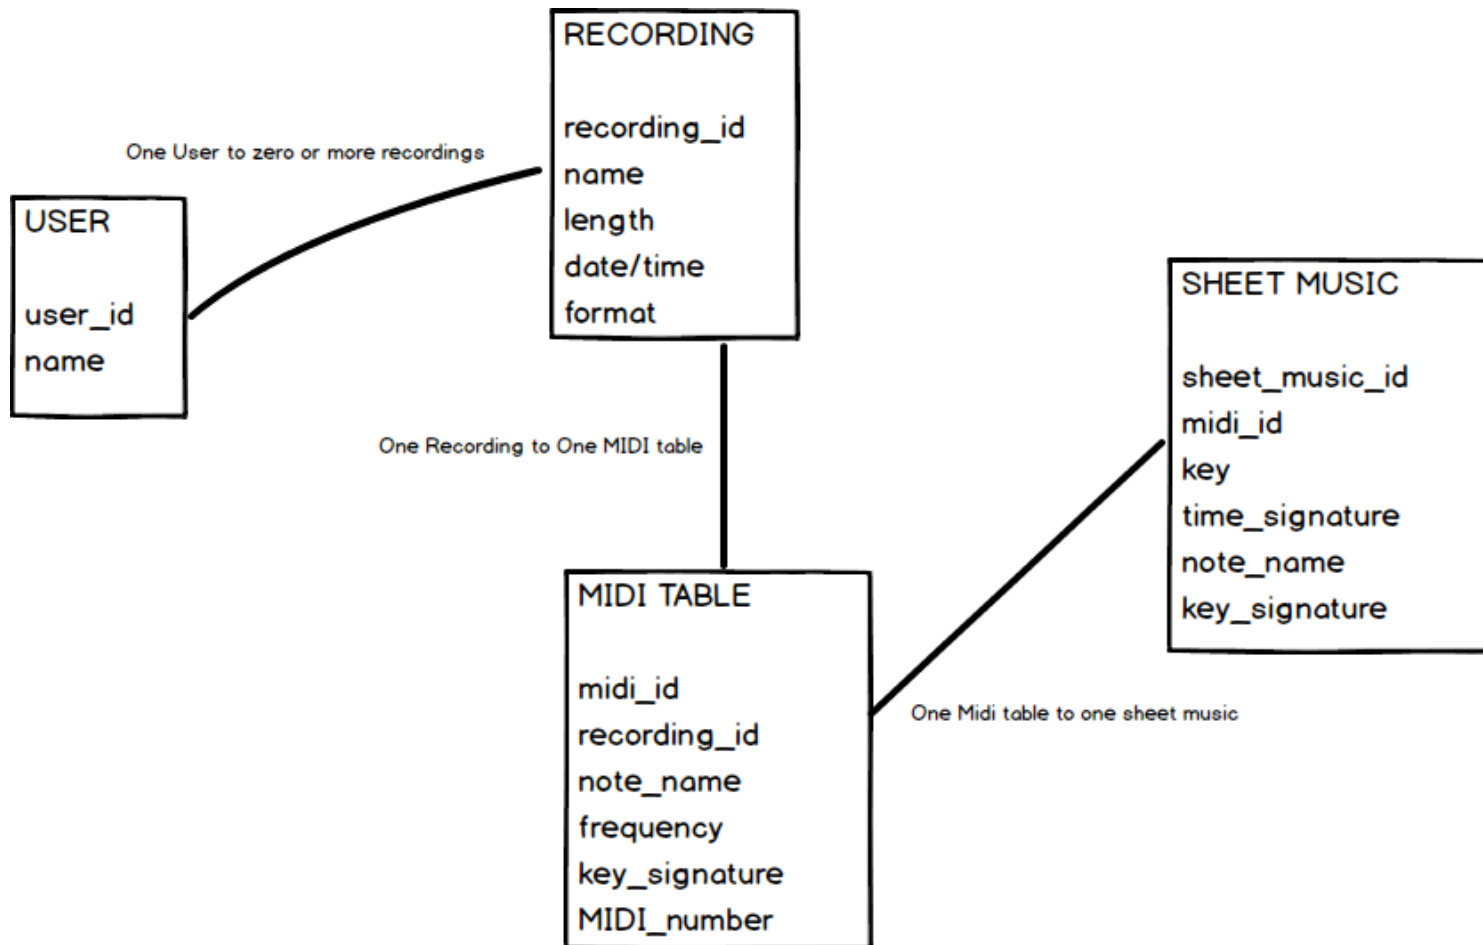 RECORDING
recording_id
name
length
date/time
format
One User to zero or more recordings
USER
user_id
name
One Recording to One MIDI table
SHEET MUSIC
sheet_music_id
midi_id
key
time_signature
note_name
key_signature
MIDI TABLE
midi_id
recording_id
note_name
frequency
key_signature
MIDI_number
One Midi table to one sheet music